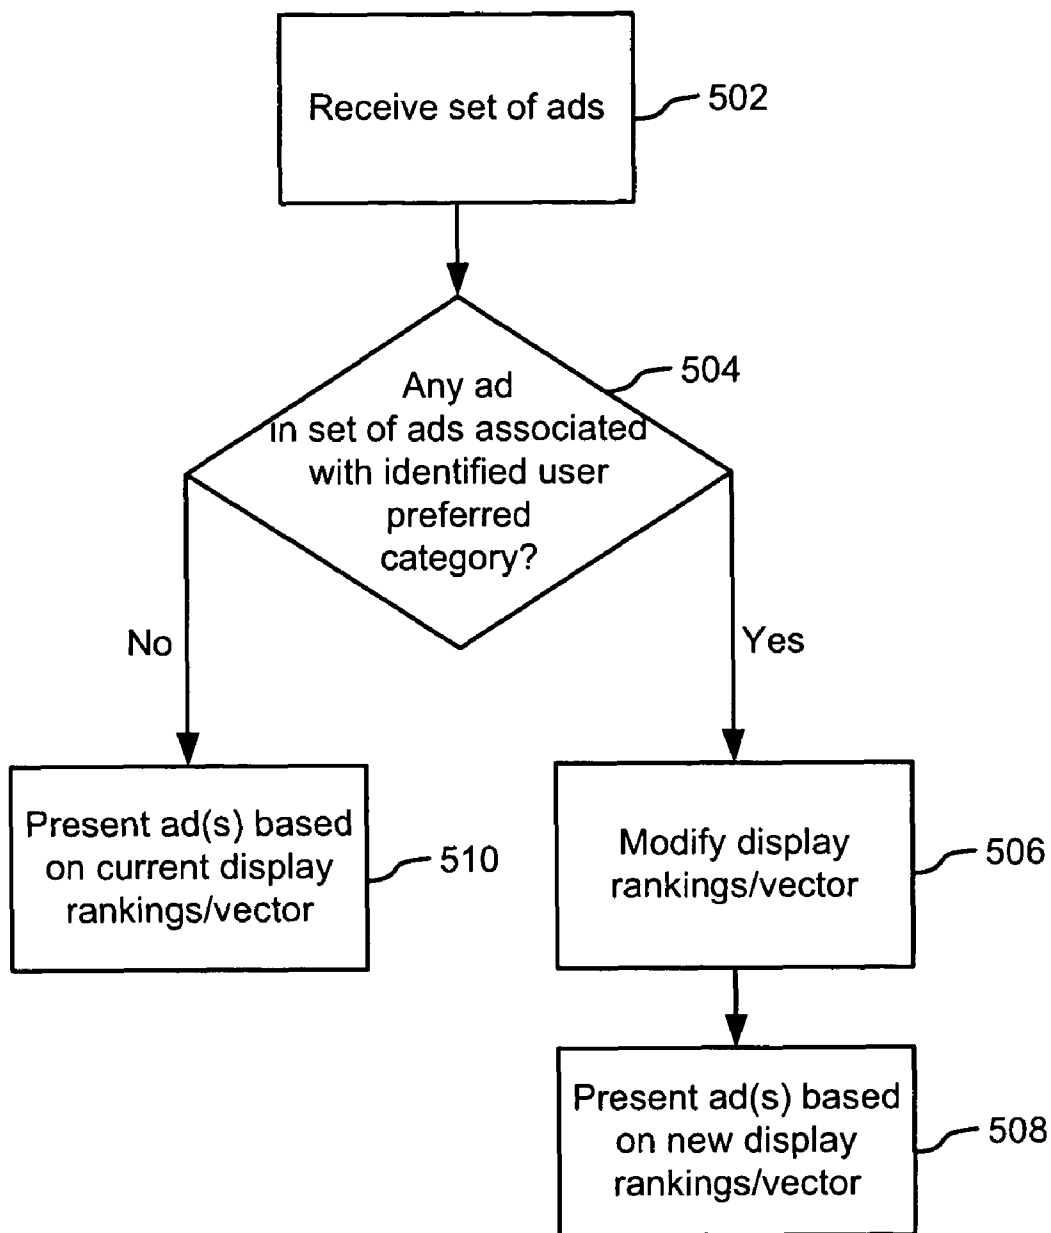 Receive set of ads
502
504
Any ad
in set of ads associated
with identified user
preferred
category?
No
Yes
Present ad(s) based
on current display
rankings/vector
510
Modify display
rankings/vector
506
Present ad(s) based
on new display
rankings/vector
508